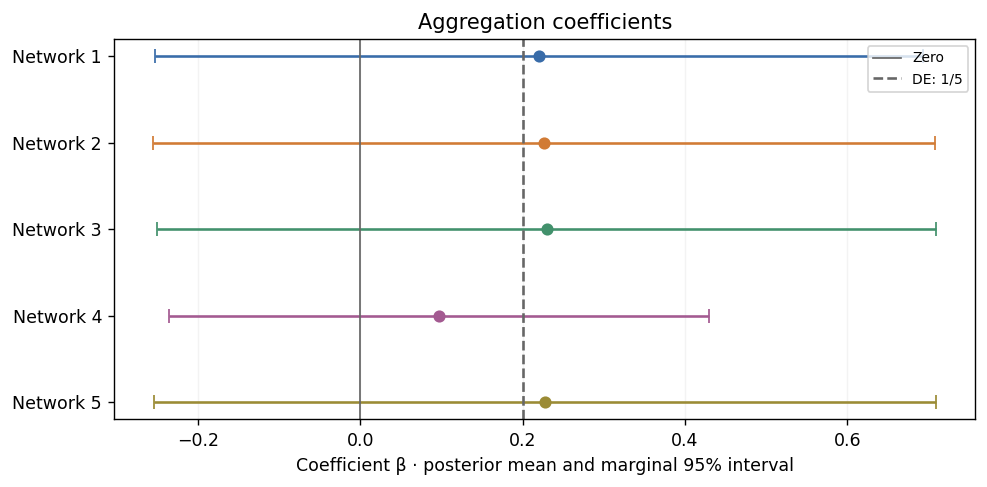 Aggregation coefficients
Network 1
Zero
DE: 1/5
Network 2
Network 3
Network 4
Network 5
−0.2
0.0
0.2
0.4
0.6
Coefficient β · posterior mean and marginal 95% interval